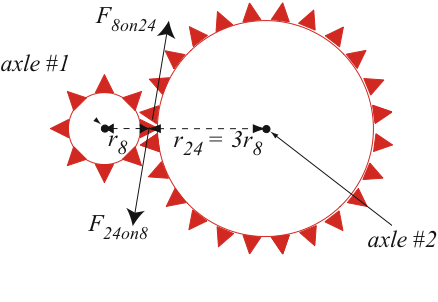 F8on24
axle #1
r8
r24 = 3r8
F24on8
axle #2